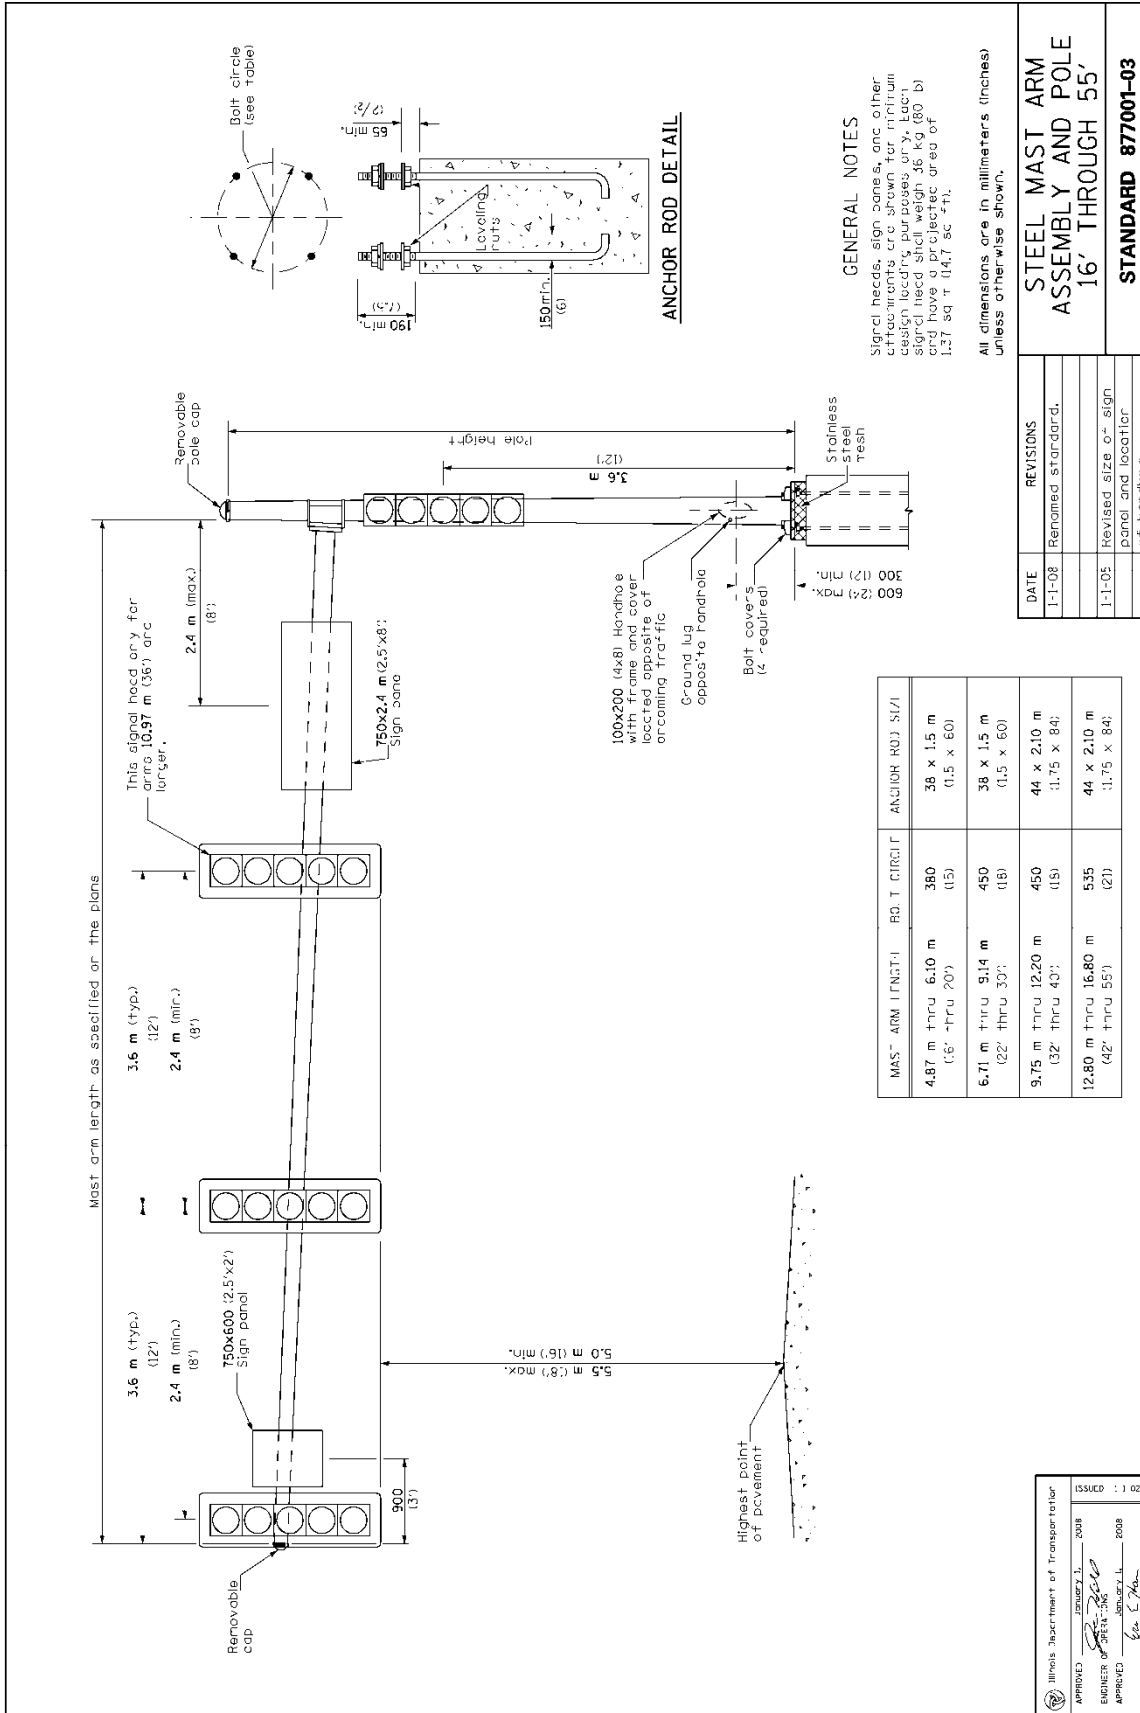 Mast arm length as specified on the plans
3.6 m (typ.)
(12')
2.4 m (min.)
(8')
3.6 m (typ.)
(12')
2.4 m (min.)
(8')
This signal head only for
arms 10.97 m (36') and
longer.
2.4 m (max.)
(8')
Removable
pole cap
Removable
cap
750x600 (2.5'x2')
Sign panel
900
(3')
750x2.4 m (2.5'x8')
Sign panel
5.5 m (18') max.
5.0 m (16') min.
Highest point
of pavement
Pole height
3.6 m
(12')
100x200 (4x8) Handhole
with frame and cover
located opposite of
oncoming traffic
Ground lug
opposite handhole
Bolt covers
(4 required)
600 (24) max.
300 (12) min.
Stainless
steel
mesh
Bolt circle
(see table)
65 min.
190 min.
Leveling
nuts
150 min.
(6)
ANCHOR ROD DETAIL
GENERAL NOTES
Signal heads, sign panels, and other
attachments are shown for minimum
design loading purposes only. Each
signal head shall weigh 36 kg (80 lb)
and have a projected area of
1.37 sq m (14.7 sq ft).
All dimensions are in millimeters (inches)
unless otherwise shown.
MAST ARM LENGTH BOLT CIRCLE ANCHOR ROD SIZE
4.87 m thru 6.10 m 380 38 x 1.5 m
(16' thru 20') (15) (1.5 x 60)
6.71 m thru 9.14 m 450 38 x 1.5 m
(22' thru 30') (18) (1.5 x 60)
9.75 m thru 12.20 m 450 44 x 2.10 m
(32' thru 40') (18) (1.75 x 84)
12.80 m thru 16.80 m 535 44 x 2.10 m
(42' thru 55') (21) (1.75 x 84)
Illinois Department of Transportation
APPROVED January 1, 2008
ENGINEER OF OPERATIONS
APPROVED January 1, 2008
ISSUED
DATE REVISIONS
1-1-08 Renamed standard.
1-1-05 Revised size of sign
panel and location
STEEL MAST ARM
ASSEMBLY AND POLE
16' THROUGH 55'
STANDARD 877001-03